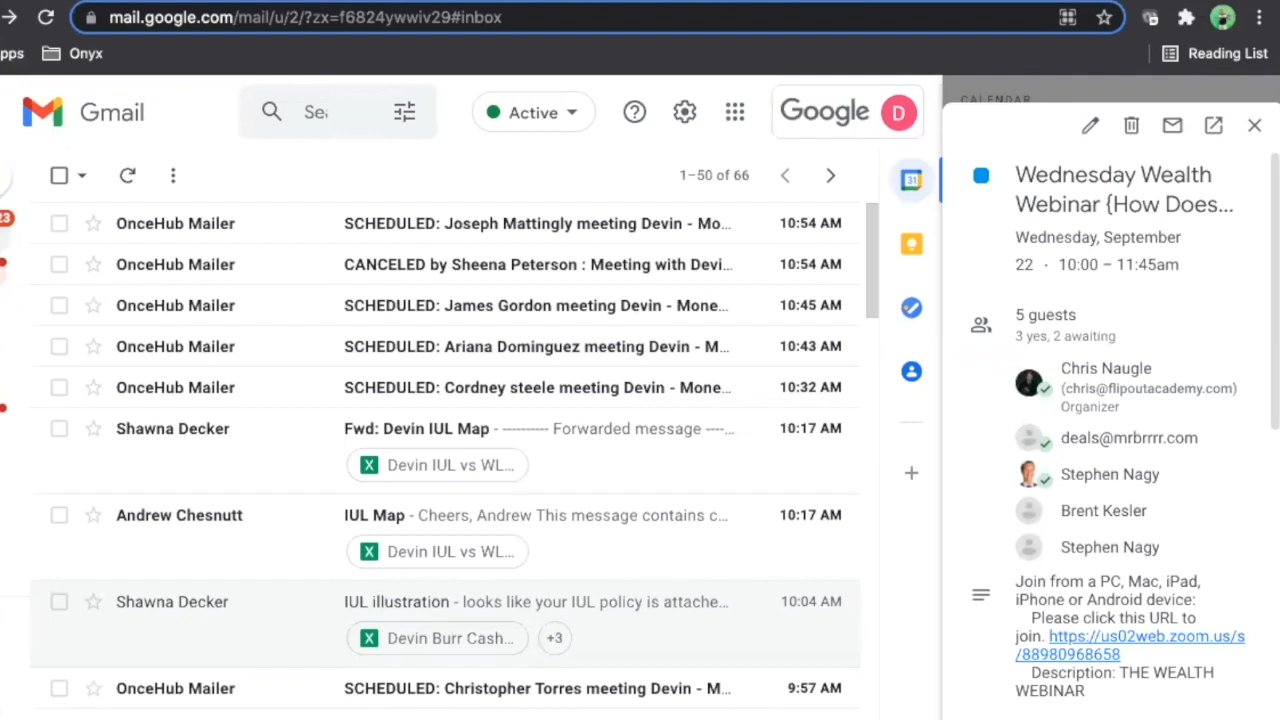 mail.google.com/mail/u/2/?zx=f6824ywwiv29#inbox
pps Onyx Reading List
Gmail
Active
Google D
CALENDAR
1–50 of 66
31
23
OnceHub Mailer SCHEDULED: Joseph Mattingly meeting Devin - Mo... 10:54 AM
OnceHub Mailer CANCELED by Sheena Peterson : Meeting with Devi... 10:54 AM
OnceHub Mailer SCHEDULED: James Gordon meeting Devin - Mone... 10:45 AM
OnceHub Mailer SCHEDULED: Ariana Dominguez meeting Devin - M... 10:43 AM
OnceHub Mailer SCHEDULED: Cordney steele meeting Devin - Mone... 10:32 AM
Shawna Decker Fwd: Devin IUL Map - ---------- Forwarded message ----... 10:17 AM
X Devin IUL vs WL...
Andrew Chesnutt IUL Map - Cheers, Andrew This message contains c... 10:17 AM
X Devin IUL vs WL...
Shawna Decker IUL illustration - looks like your IUL policy is attache... 10:04 AM
X Devin Burr Cash... +3
OnceHub Mailer SCHEDULED: Christopher Torres meeting Devin - M... 9:57 AM
Wednesday Wealth
Webinar {How Does...
Wednesday, September
22 · 10:00 – 11:45am
5 guests
3 yes, 2 awaiting
Chris Naugle
(chris@flipoutacademy.com)
Organizer
deals@mrbrrrr.com
Stephen Nagy
Brent Kesler
Stephen Nagy
Join from a PC, Mac, iPad,
iPhone or Android device:
Please click this URL to
join. https://us02web.zoom.us/s
/88980968658
Description: THE WEALTH
WEBINAR